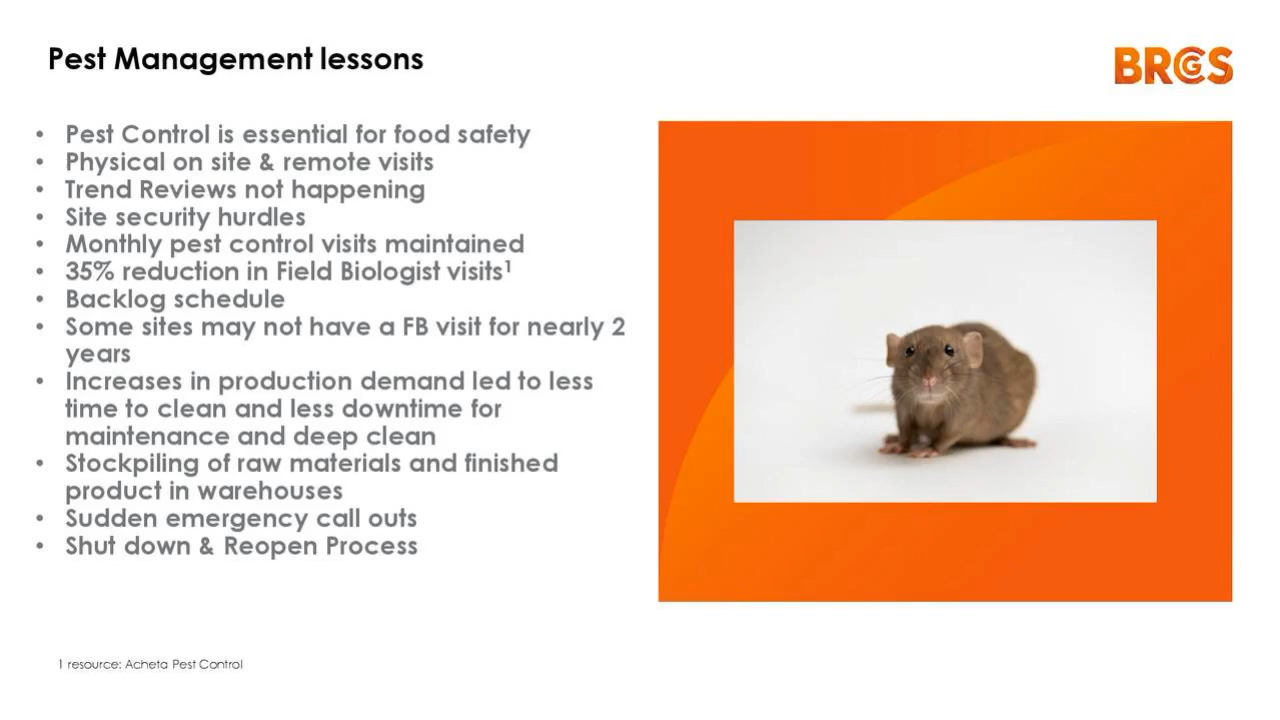 Pest Management lessons
BRCGS
• Pest Control is essential for food safety
• Physical on site & remote visits
• Trend Reviews not happening
• Site security hurdles
• Monthly pest control visits maintained
• 35% reduction in Field Biologist visits¹
• Backlog schedule
• Some sites may not have a FB visit for nearly 2
years
• Increases in production demand led to less
time to clean and less downtime for
maintenance and deep clean
• Stockpiling of raw materials and finished
product in warehouses
• Sudden emergency call outs
• Shut down & Reopen Process
1 resource: Acheta Pest Control